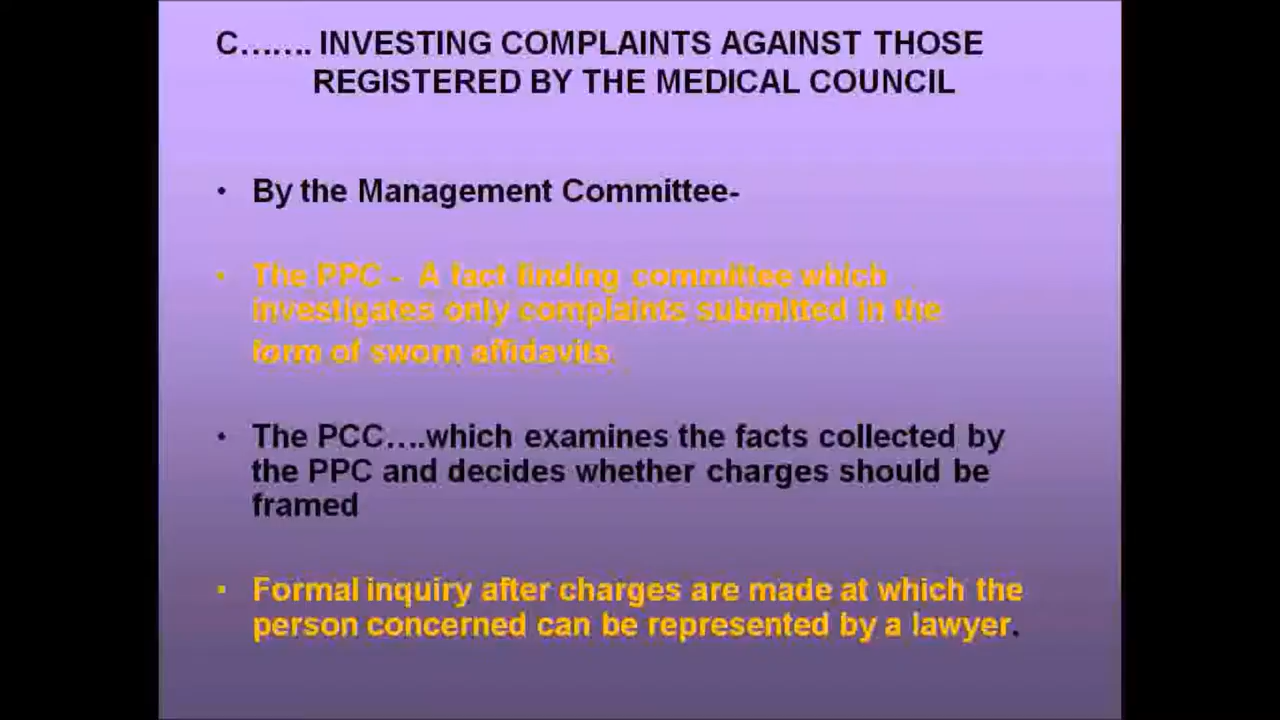 C……. INVESTING COMPLAINTS AGAINST THOSE
REGISTERED BY THE MEDICAL COUNCIL
• By the Management Committee-
• The PPC - A fact finding committee which
investigates only complaints submitted in the
form of sworn affidavits.
• The PCC….which examines the facts collected by
the PPC and decides whether charges should be
framed
• Formal inquiry after charges are made at which the
person concerned can be represented by a lawyer.